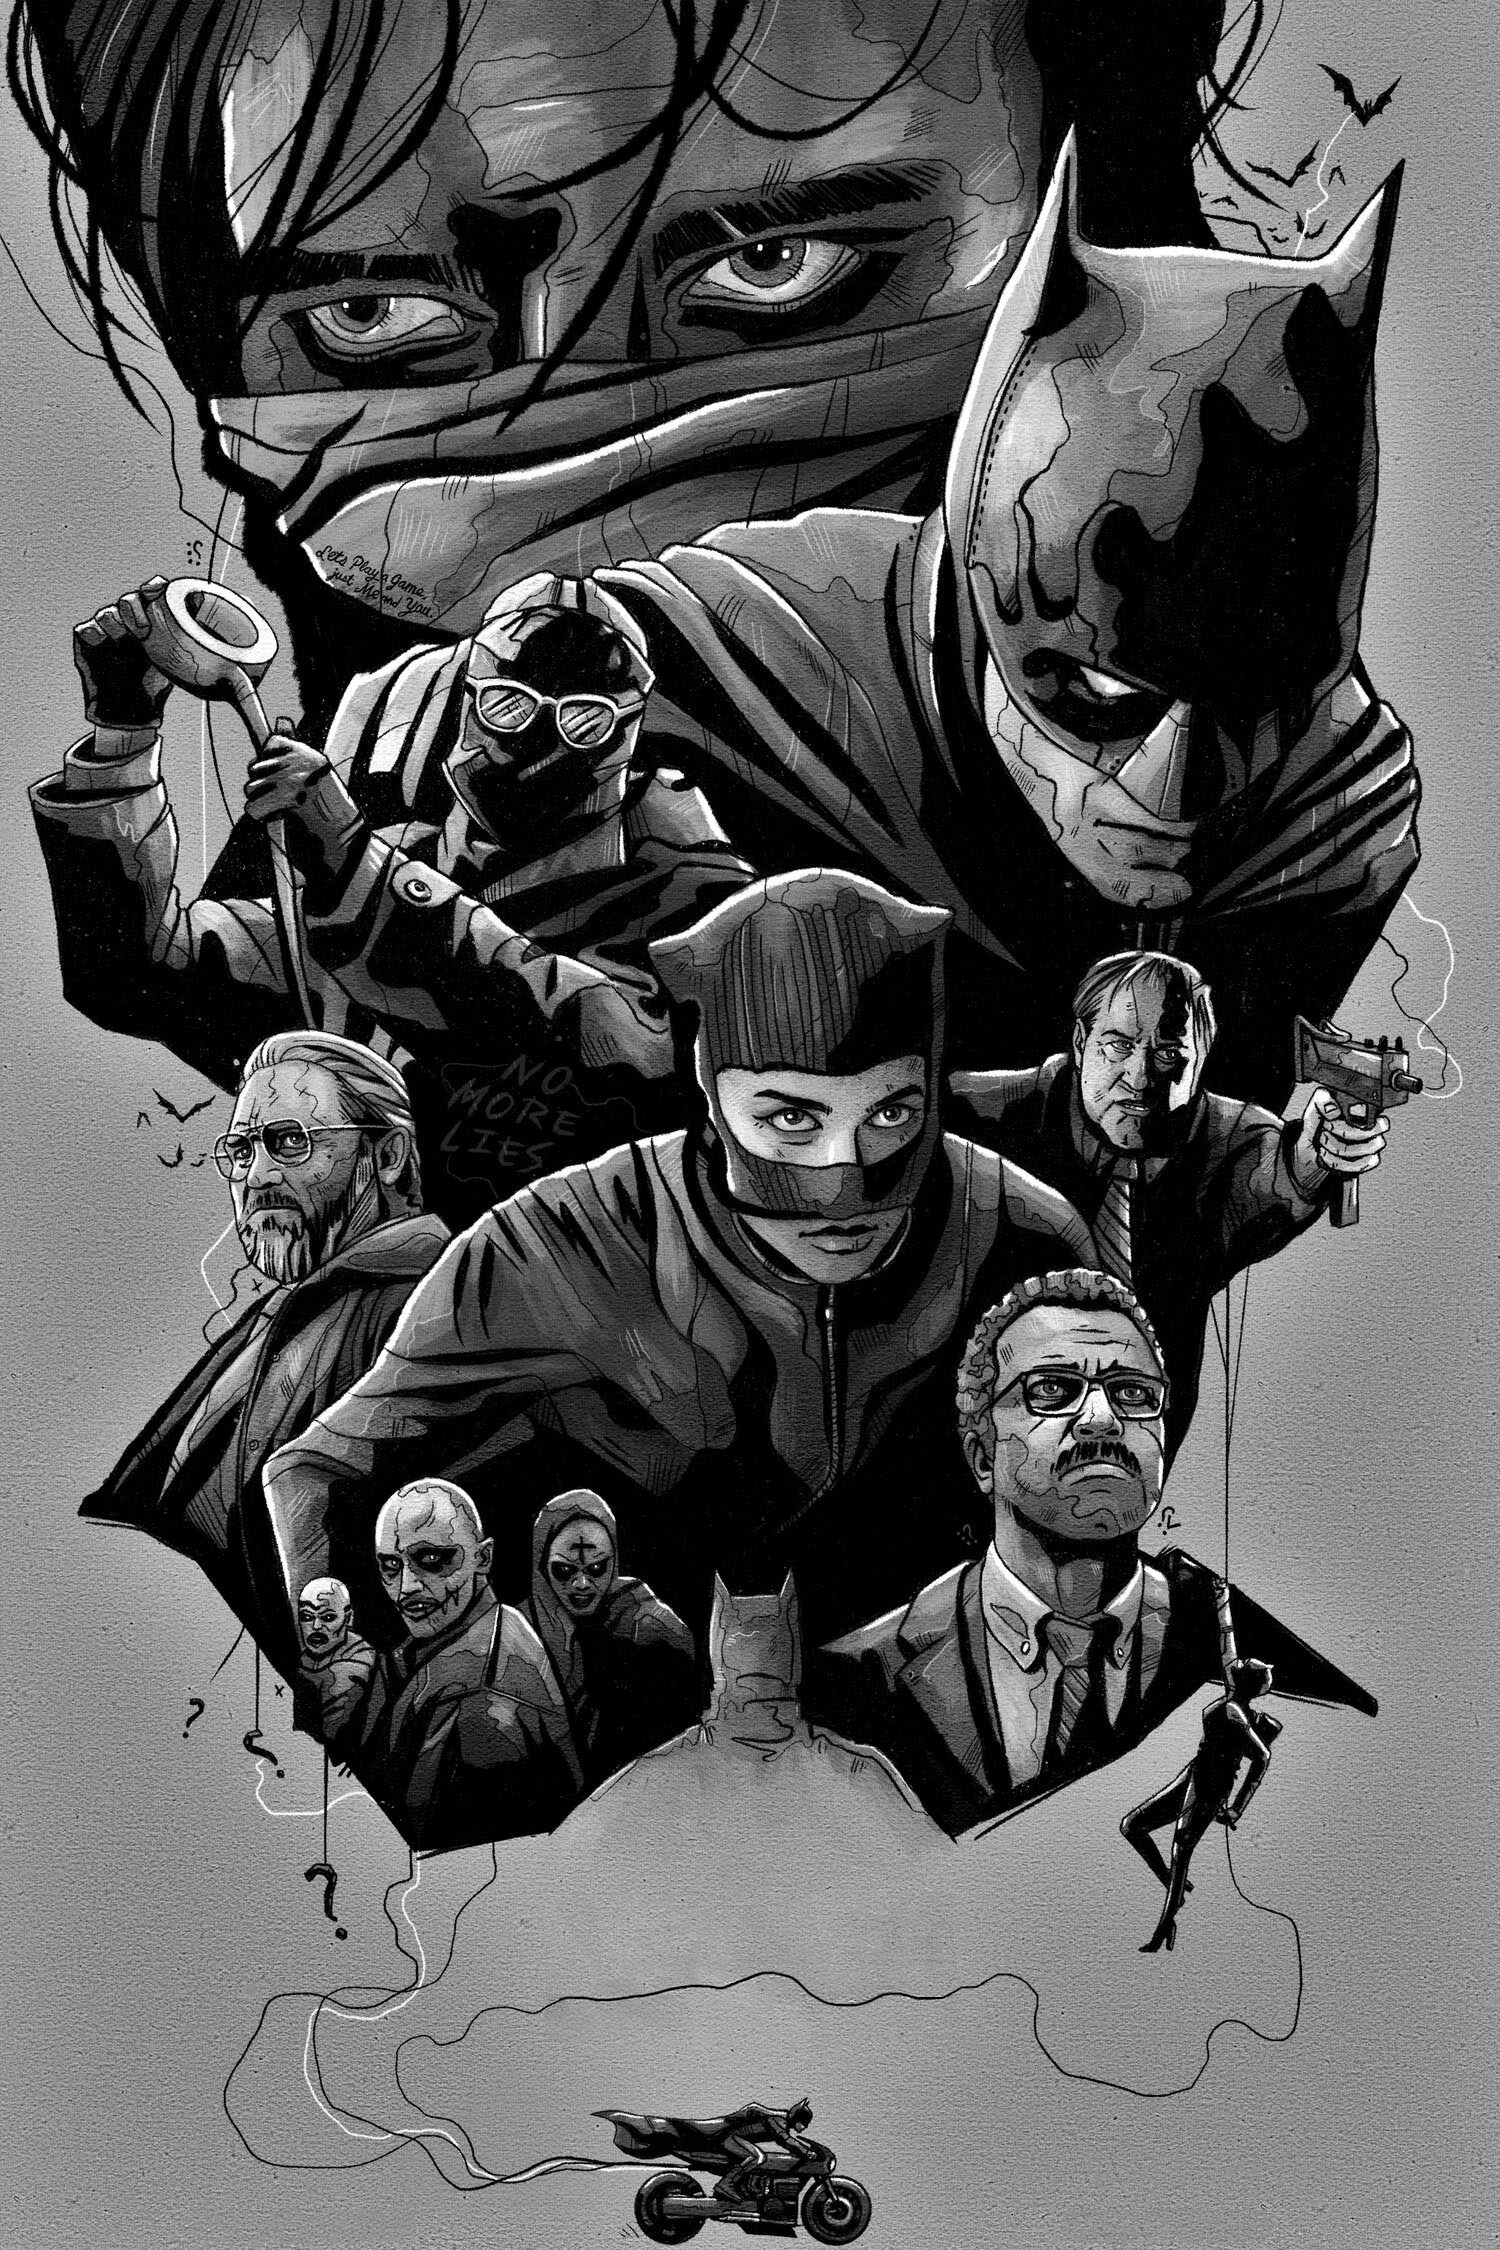 Let's Play a game,
just Me and You.
NO
MORE
LIES
?
?
?